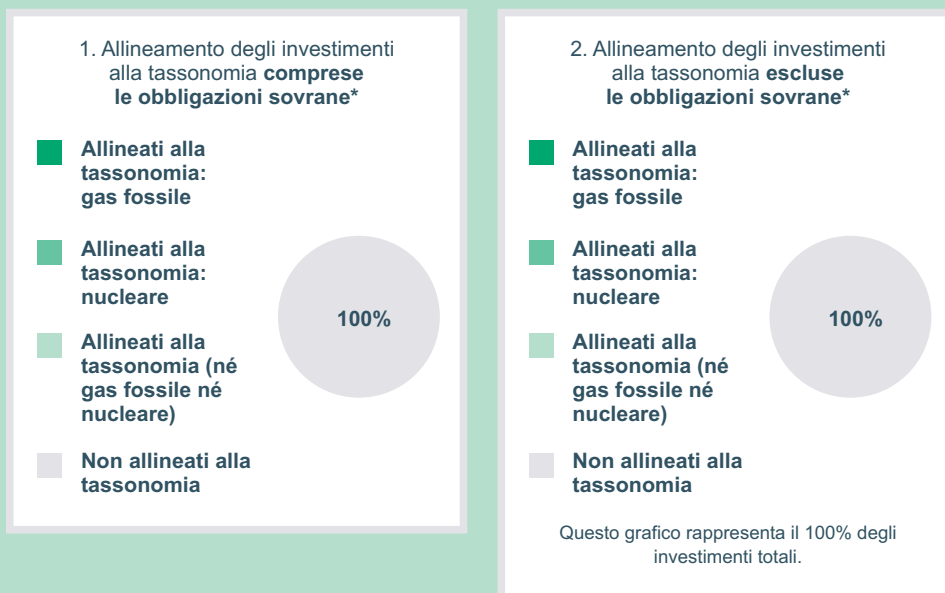 1. Allineamento degli investimenti
alla tassonomia comprese
le obbligazioni sovrane*
Allineati alla
tassonomia:
gas fossile
Allineati alla
tassonomia:
nucleare
Allineati alla
tassonomia (né
gas fossile né
nucleare)
Non allineati alla
tassonomia
100%
2. Allineamento degli investimenti
alla tassonomia escluse
le obbligazioni sovrane*
Allineati alla
tassonomia:
gas fossile
Allineati alla
tassonomia:
nucleare
Allineati alla
tassonomia (né
gas fossile né
nucleare)
Non allineati alla
tassonomia
100%
Questo grafico rappresenta il 100% degli
investimenti totali.